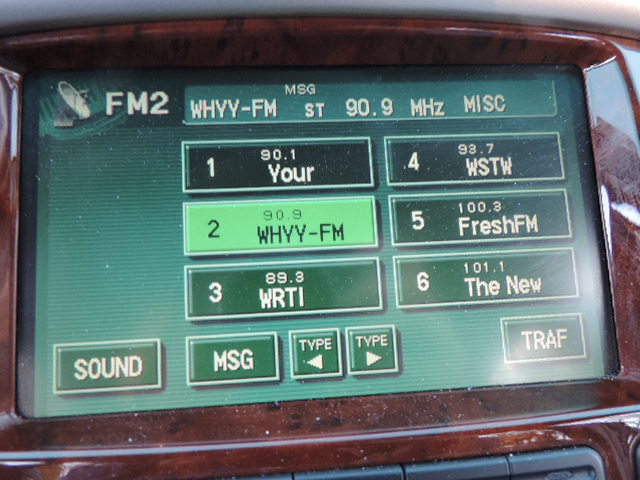 FM2
MSG
WHYY-FM ST 90.9 MHz MISC
1 90.1 Your
2 90.9 WHYY-FM
3 89.3 WRTI
4 93.7 WSTW
5 100.3 FreshFM
6 101.1 The New
SOUND
MSG
TYPE ◄
TYPE ►
TRAF